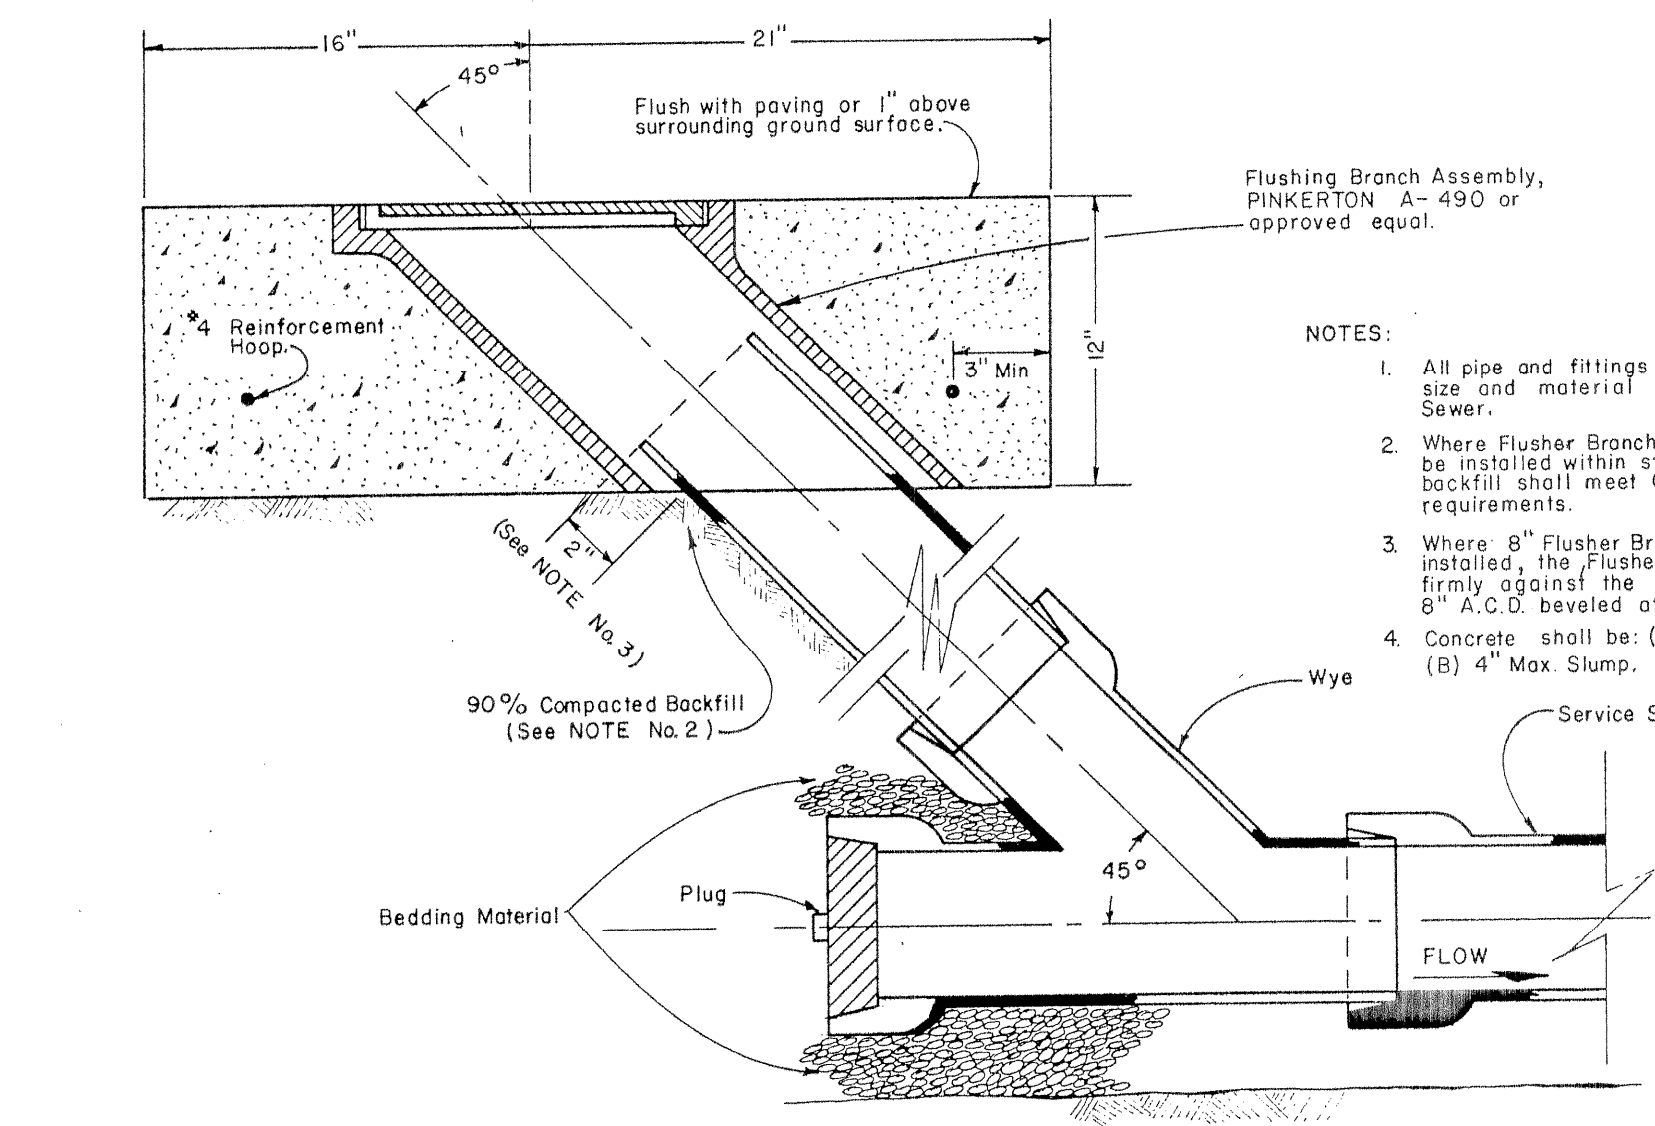 16"
21"
45°
Flush with paving or 1" above
surrounding ground surface.
Flushing Branch Assembly,
PINKERTON A-490 or
approved equal.
#4 Reinforcement
Hoop.
3" Min
12"
2"
(See NOTE No. 3)
90% Compacted Backfill
(See NOTE No. 2)
NOTES:
1. All pipe and fittings
size and material
Sewer.
2. Where Flusher Branch
be installed within
backfill shall meet
requirements.
3. Where 8" Flusher
installed, the
firmly against the
8" A.C.D. beveled
4. Concrete shall be: (
(B) 4" Max. Slump.
Wye
Service
Plug
Bedding Material
45°
FLOW